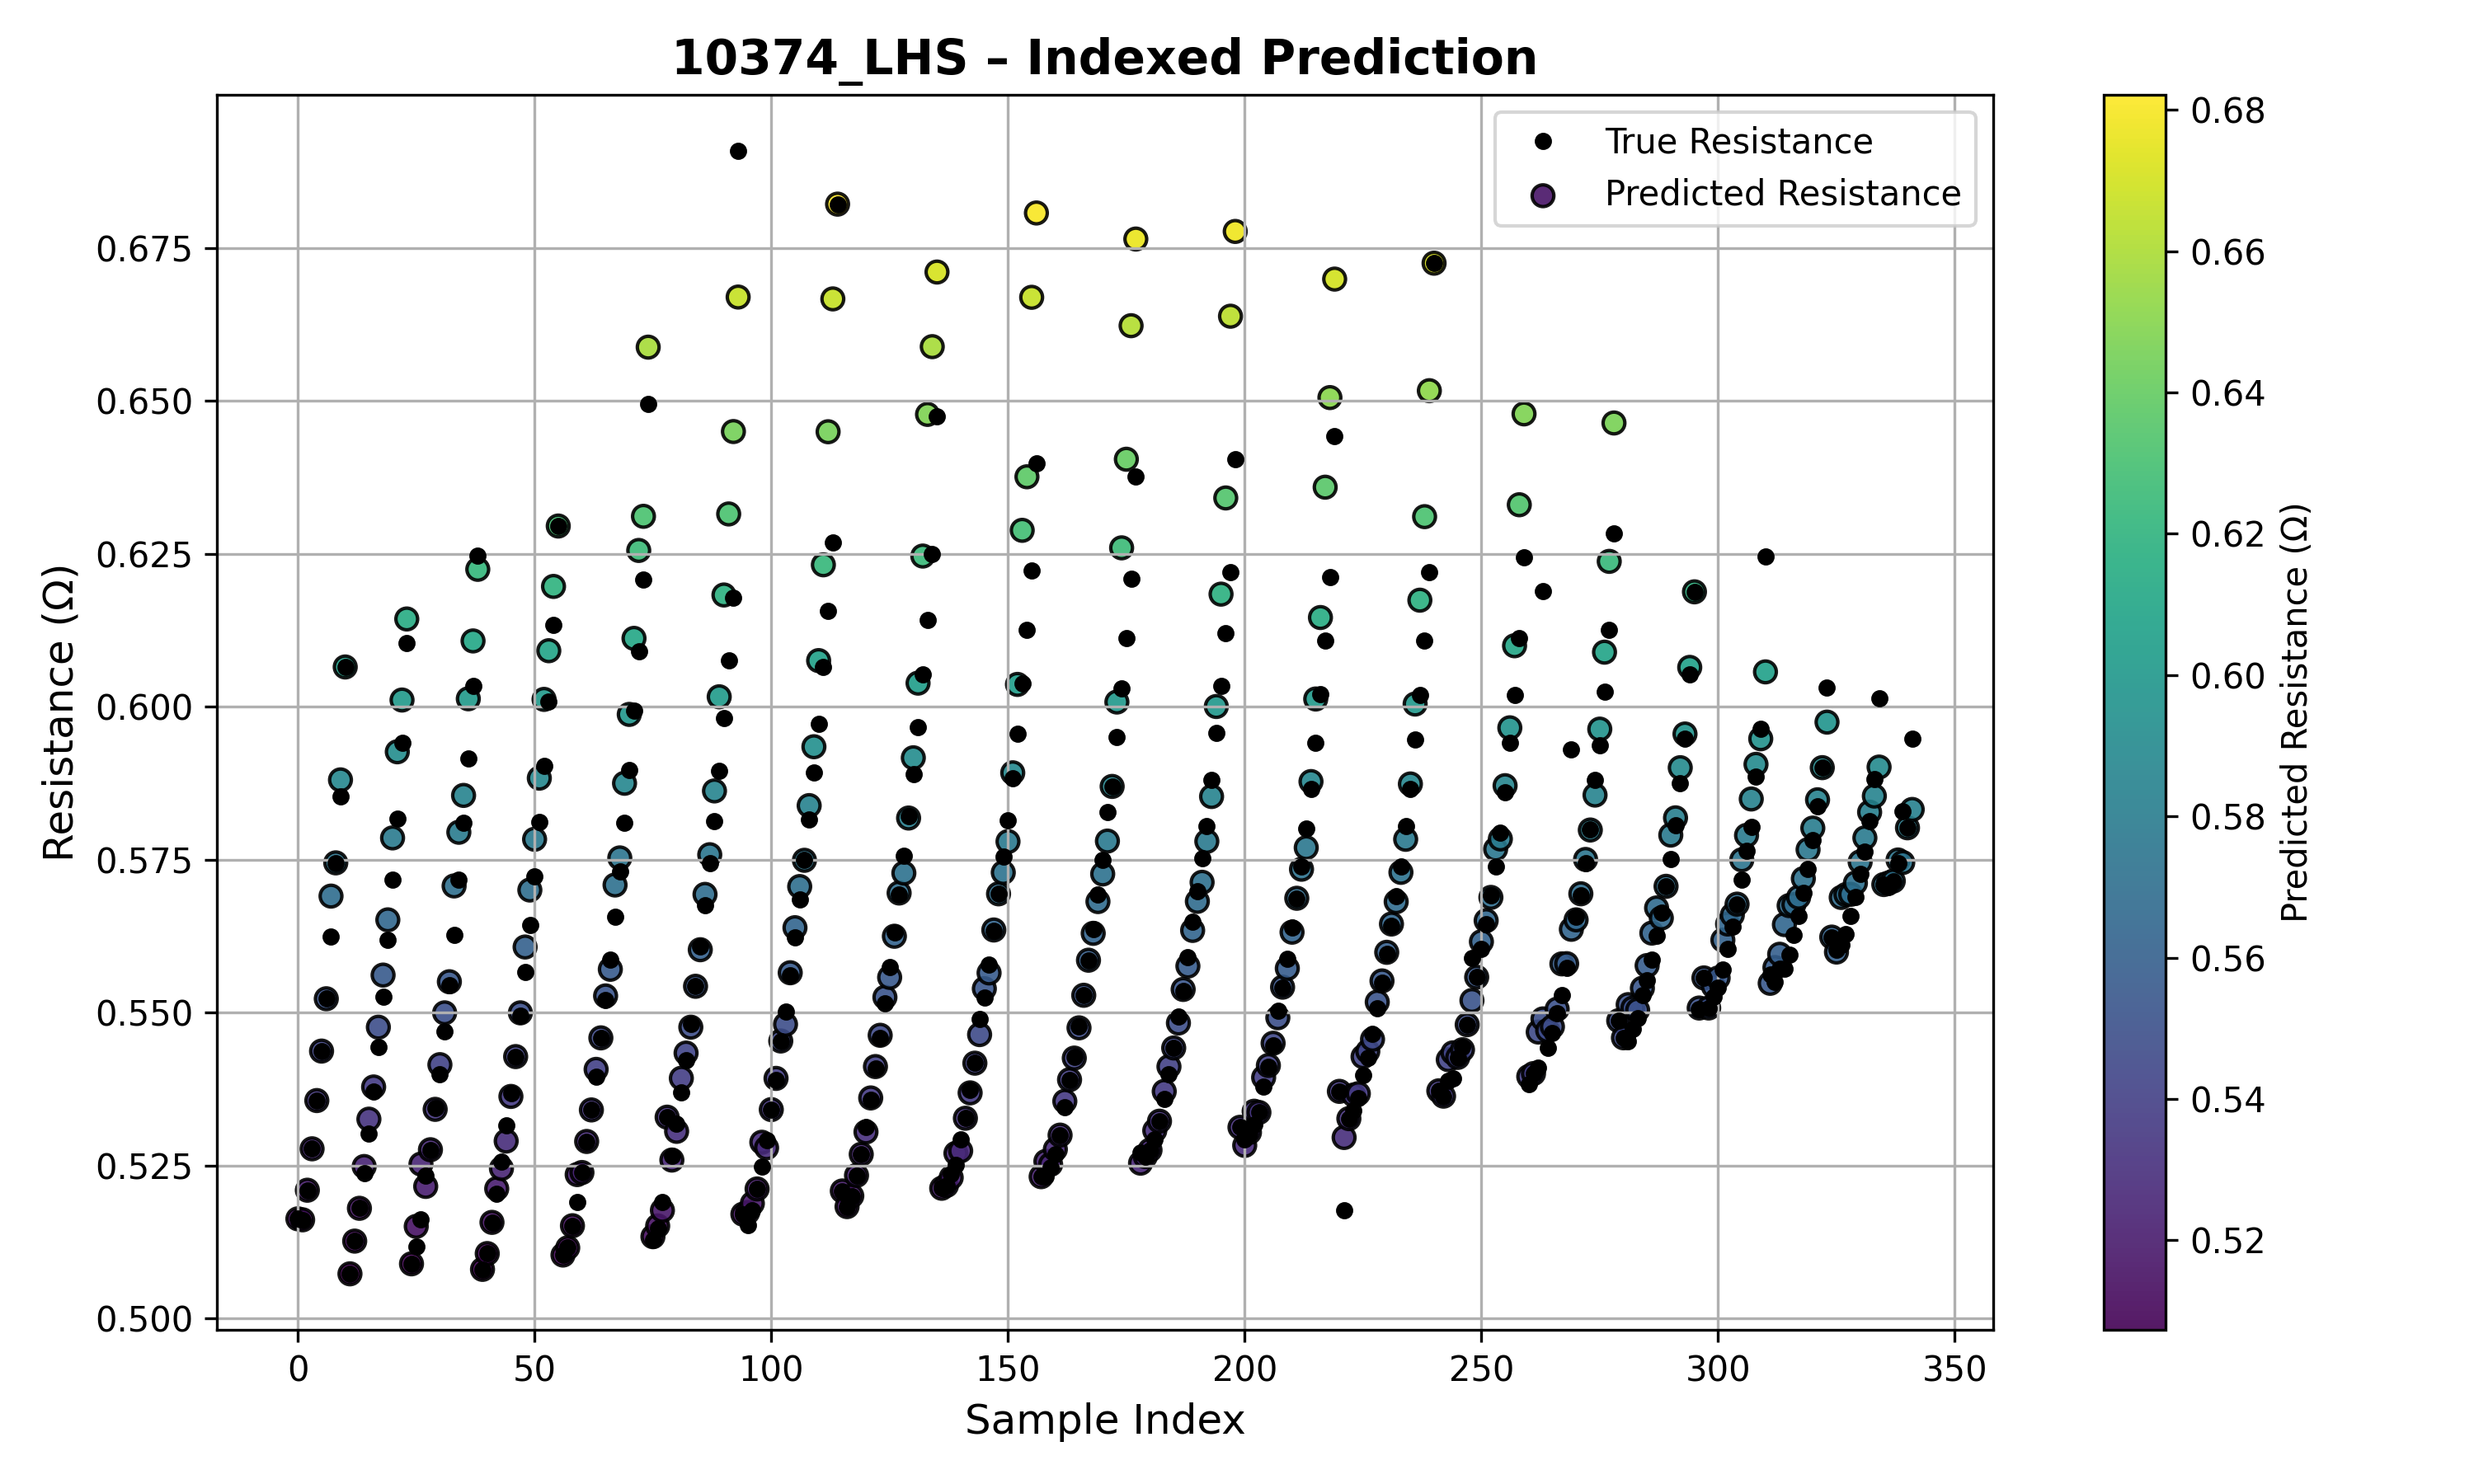 10374_LHS – Indexed Prediction
True Resistance
Predicted Resistance
Resistance (Ω)
0.675
0.650
0.625
0.600
0.575
0.550
0.525
0.500
0 50 100 150 200 250 300 350
Sample Index
0.68
0.66
0.64
0.62
0.60
0.58
0.56
0.54
0.52
Predicted Resistance (Ω)